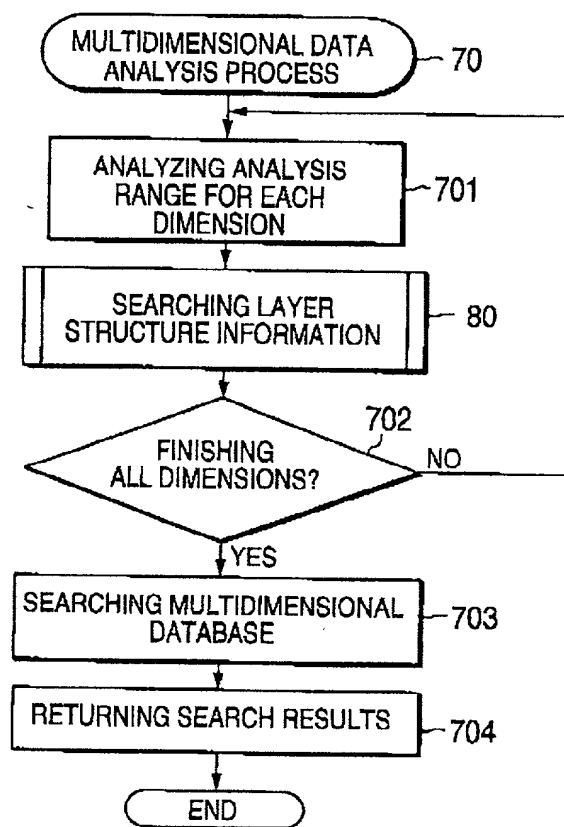 MULTIDIMENSIONAL DATA
ANALYSIS PROCESS
70
ANALYZING ANALYSIS
RANGE FOR EACH
DIMENSION
701
SEARCHING LAYER
STRUCTURE INFORMATION
80
702
FINISHING
ALL DIMENSIONS?
NO
YES
SEARCHING MULTIDIMENSIONAL
DATABASE
703
RETURNING SEARCH RESULTS
704
END